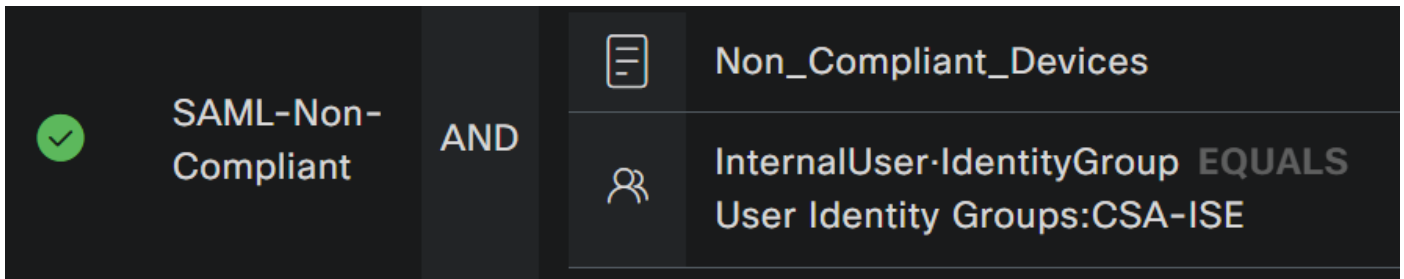 SAML-Non-
Compliant
AND
Non_Compliant_Devices
InternalUser·IdentityGroup EQUALS
User Identity Groups:CSA-ISE